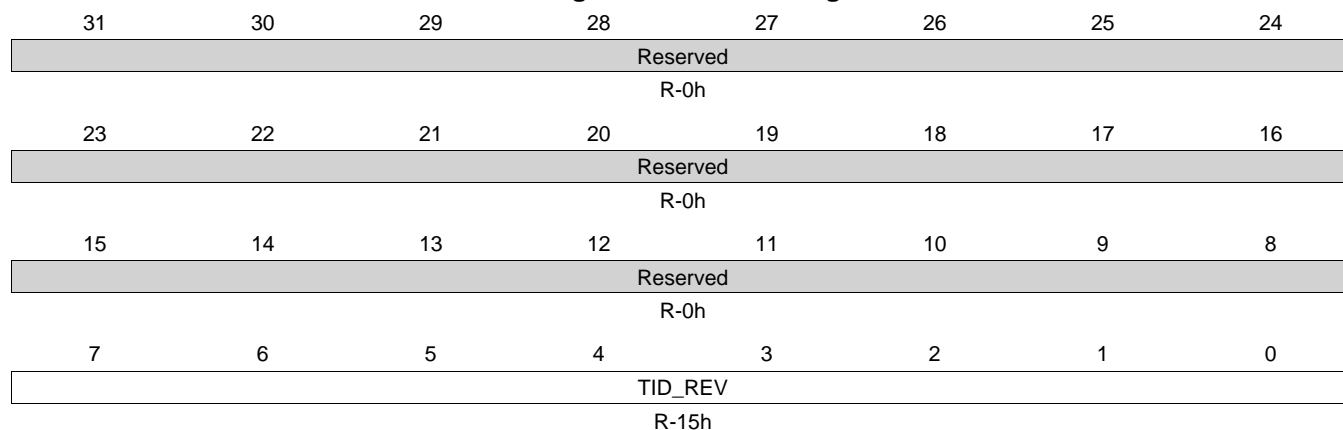 31 30 29 28 27 26 25 24
Reserved
R-0h
23 22 21 20 19 18 17 16
Reserved
R-0h
15 14 13 12 11 10 9 8
Reserved
R-0h
7 6 5 4 3 2 1 0
TID_REV
R-15h